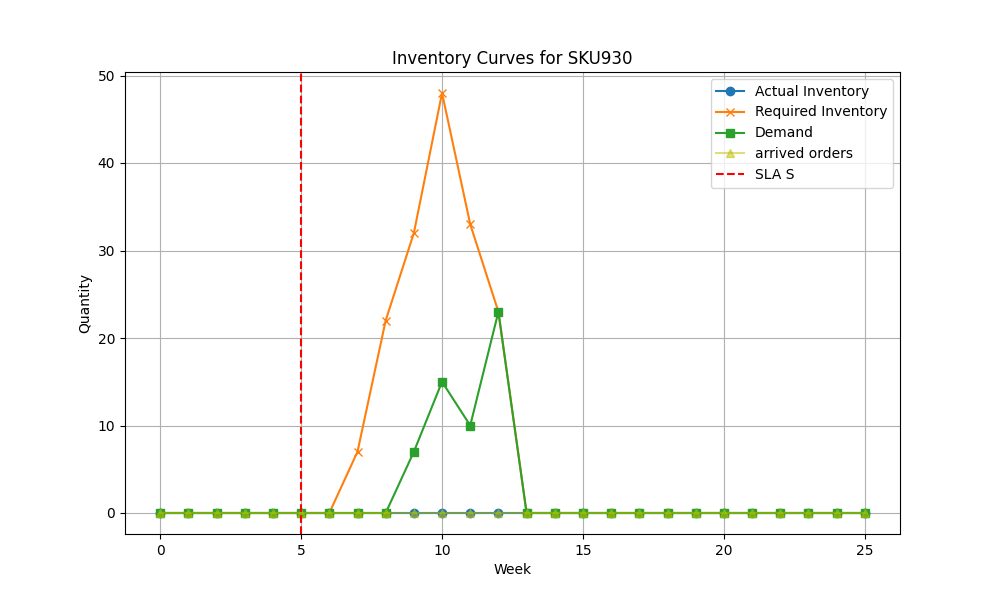 Inventory Curves for SKU930
Actual Inventory
Required Inventory
Demand
arrived orders
SLA S
Quantity
50
40
30
20
10
0
0 5 10 15 20 25
Week